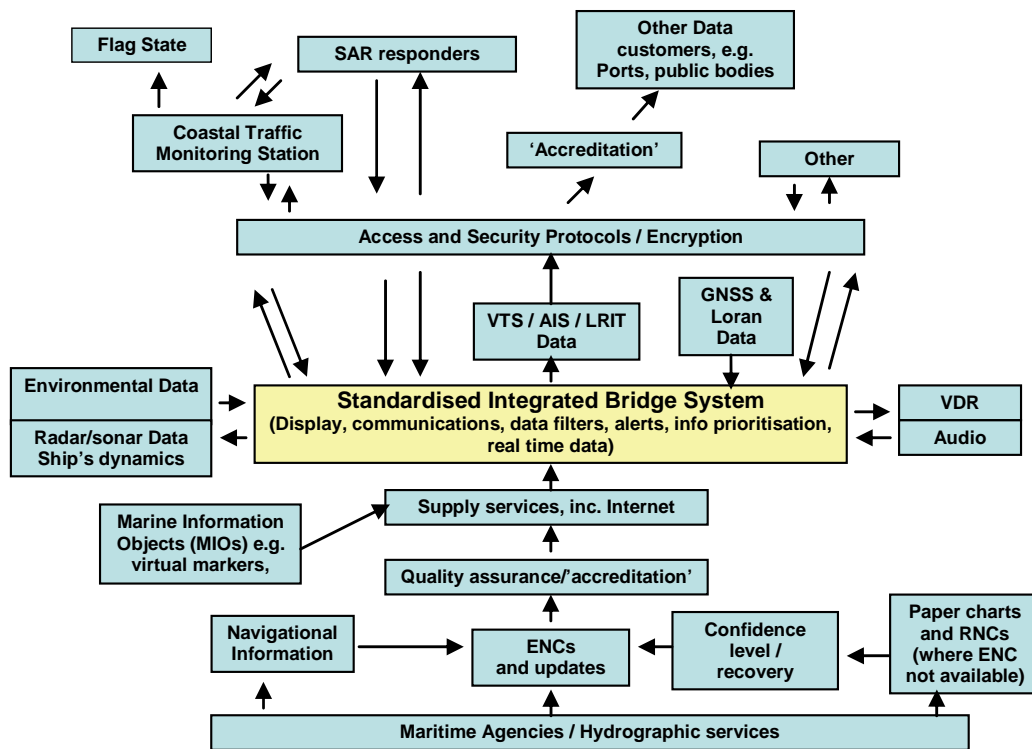 Flag State
SAR responders
Other Data
customers, e.g.
Ports, public bodies
Coastal Traffic
Monitoring Station
‘Accreditation’
Other
Access and Security Protocols / Encryption
VTS / AIS / LRIT
Data
GNSS &
Loran
Data
Environmental Data
Radar/sonar Data
Ship’s dynamics
Standardised Integrated Bridge System
(Display, communications, data filters, alerts, info prioritisation,
real time data)
VDR
Audio
Supply services, inc. Internet
Marine Information
Objects (MIOs) e.g.
virtual markers,
Quality assurance/’accreditation’
Navigational
Information
ENCs
and updates
Confidence
level /
recovery
Paper charts
and RNCs
(where ENC
not available)
Maritime Agencies / Hydrographic services